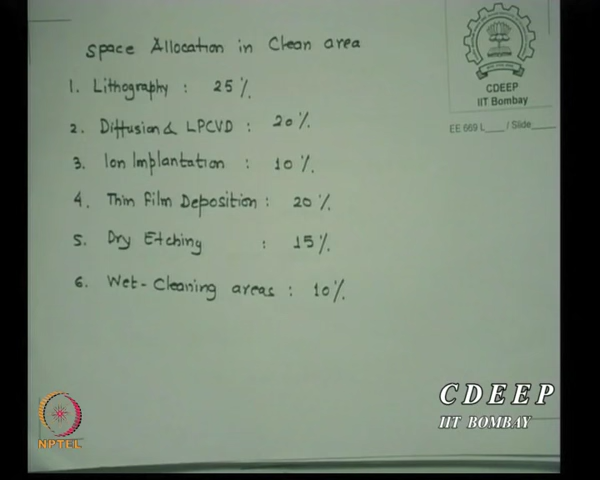 Space Allocation in Clean area
1. Lithography : 25%
2. Diffusion & LPCVD : 20%
3. Ion Implantation : 10%
4. Thin Film Deposition : 20%
5. Dry Etching : 15%
6. Wet-Cleaning areas : 10%
CDEEP
IIT Bombay
EE 669 L____ / Slide____
CDEEP
IIT BOMBAY
NPTEL